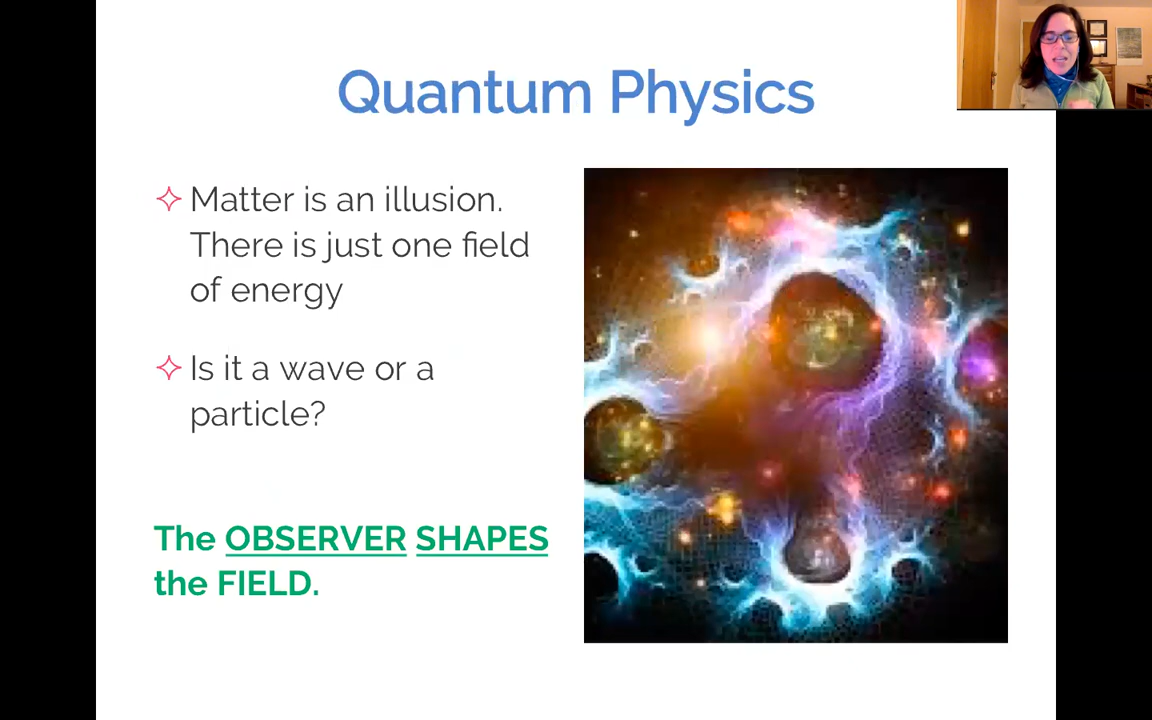 Quantum Physics
Matter is an illusion.
There is just one field
of energy
Is it a wave or a
particle?
The OBSERVER SHAPES
the FIELD.